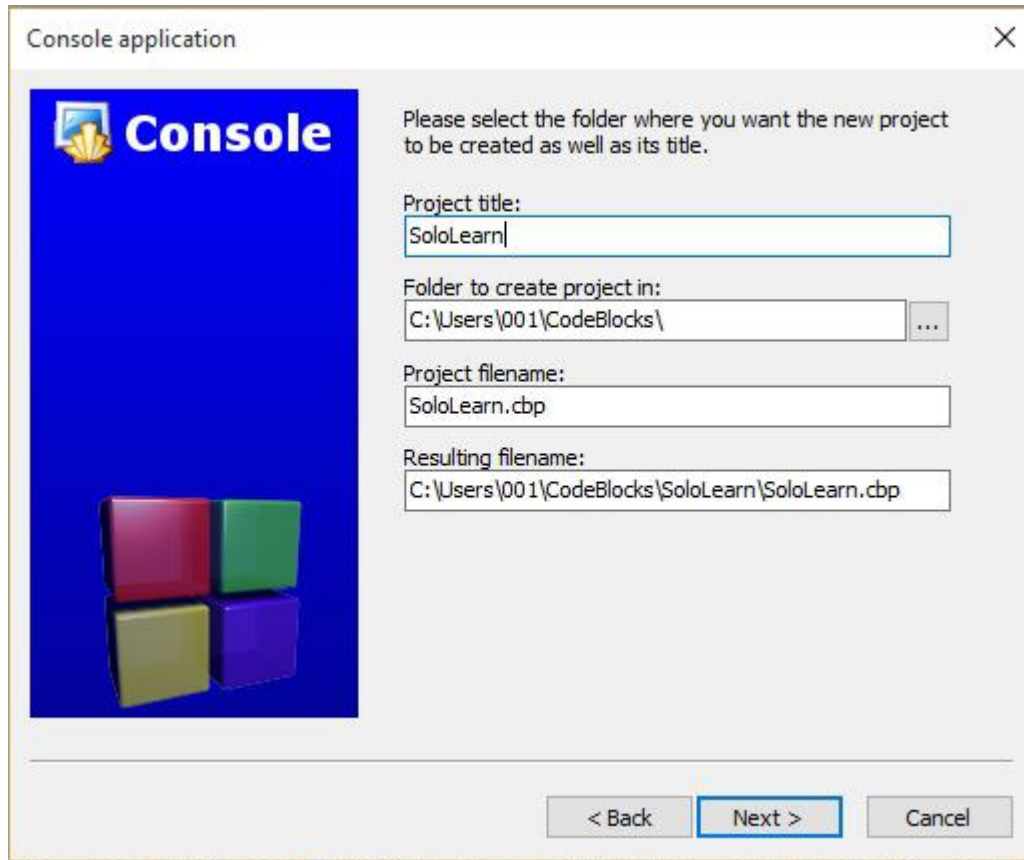 Console application
Console
Please select the folder where you want the new project
to be created as well as its title.
Project title:
SoloLearn
Folder to create project in:
C:\Users\001\CodeBlocks\
...
Project filename:
SoloLearn.cbp
Resulting filename:
C:\Users\001\CodeBlocks\SoloLearn\SoloLearn.cbp
< Back
Next >
Cancel